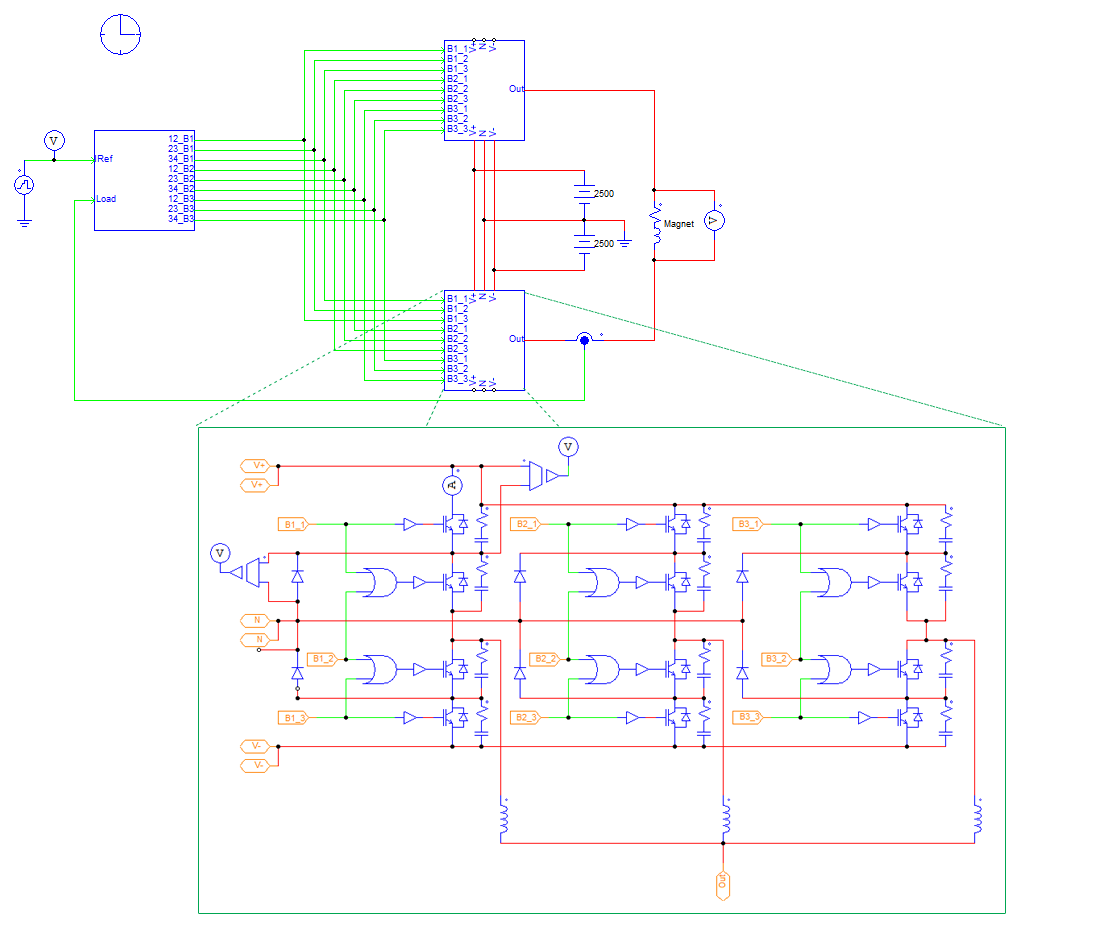 V
Ref
Load
12_B1
23_B1
34_B1
12_B2
23_B2
34_B2
12_B3
23_B3
34_B3
V+ N V-
B1_1
B1_2
B1_3
B2_1
B2_2
B2_3
B3_1
B3_2
B3_3
Out
V+ N V-
2500
2500
Magnet
V
V+ N V-
B1_1
B1_2
B1_3
B2_1
B2_2
B2_3
B3_1
B3_2
B3_3
Out
V+ N V-
V
V+
V+
A
B1_1
B2_1
B3_1
V
N
N
B1_2
B2_2
B3_2
B1_3
B2_3
B3_3
V-
V-
Out